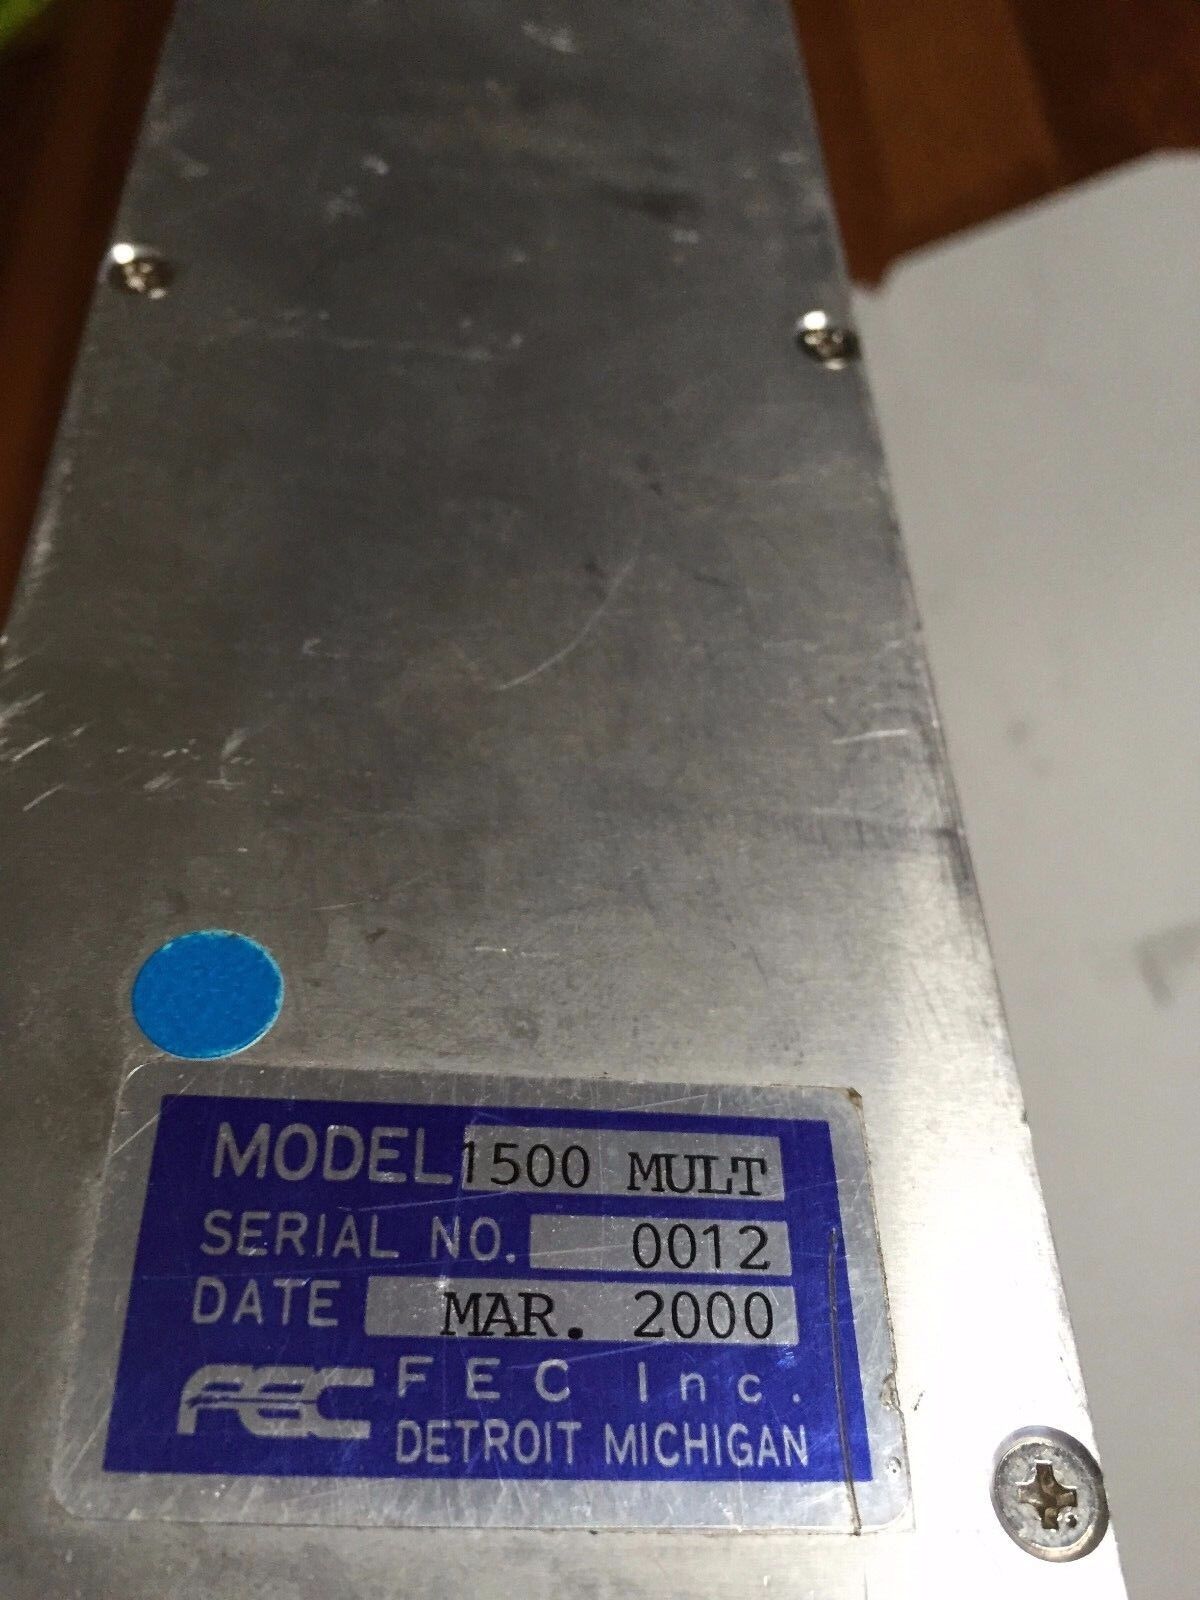 MODEL 1500 MULT
SERIAL NO. 0012
DATE MAR. 2000
FEC FEC Inc.
DETROIT MICHIGAN